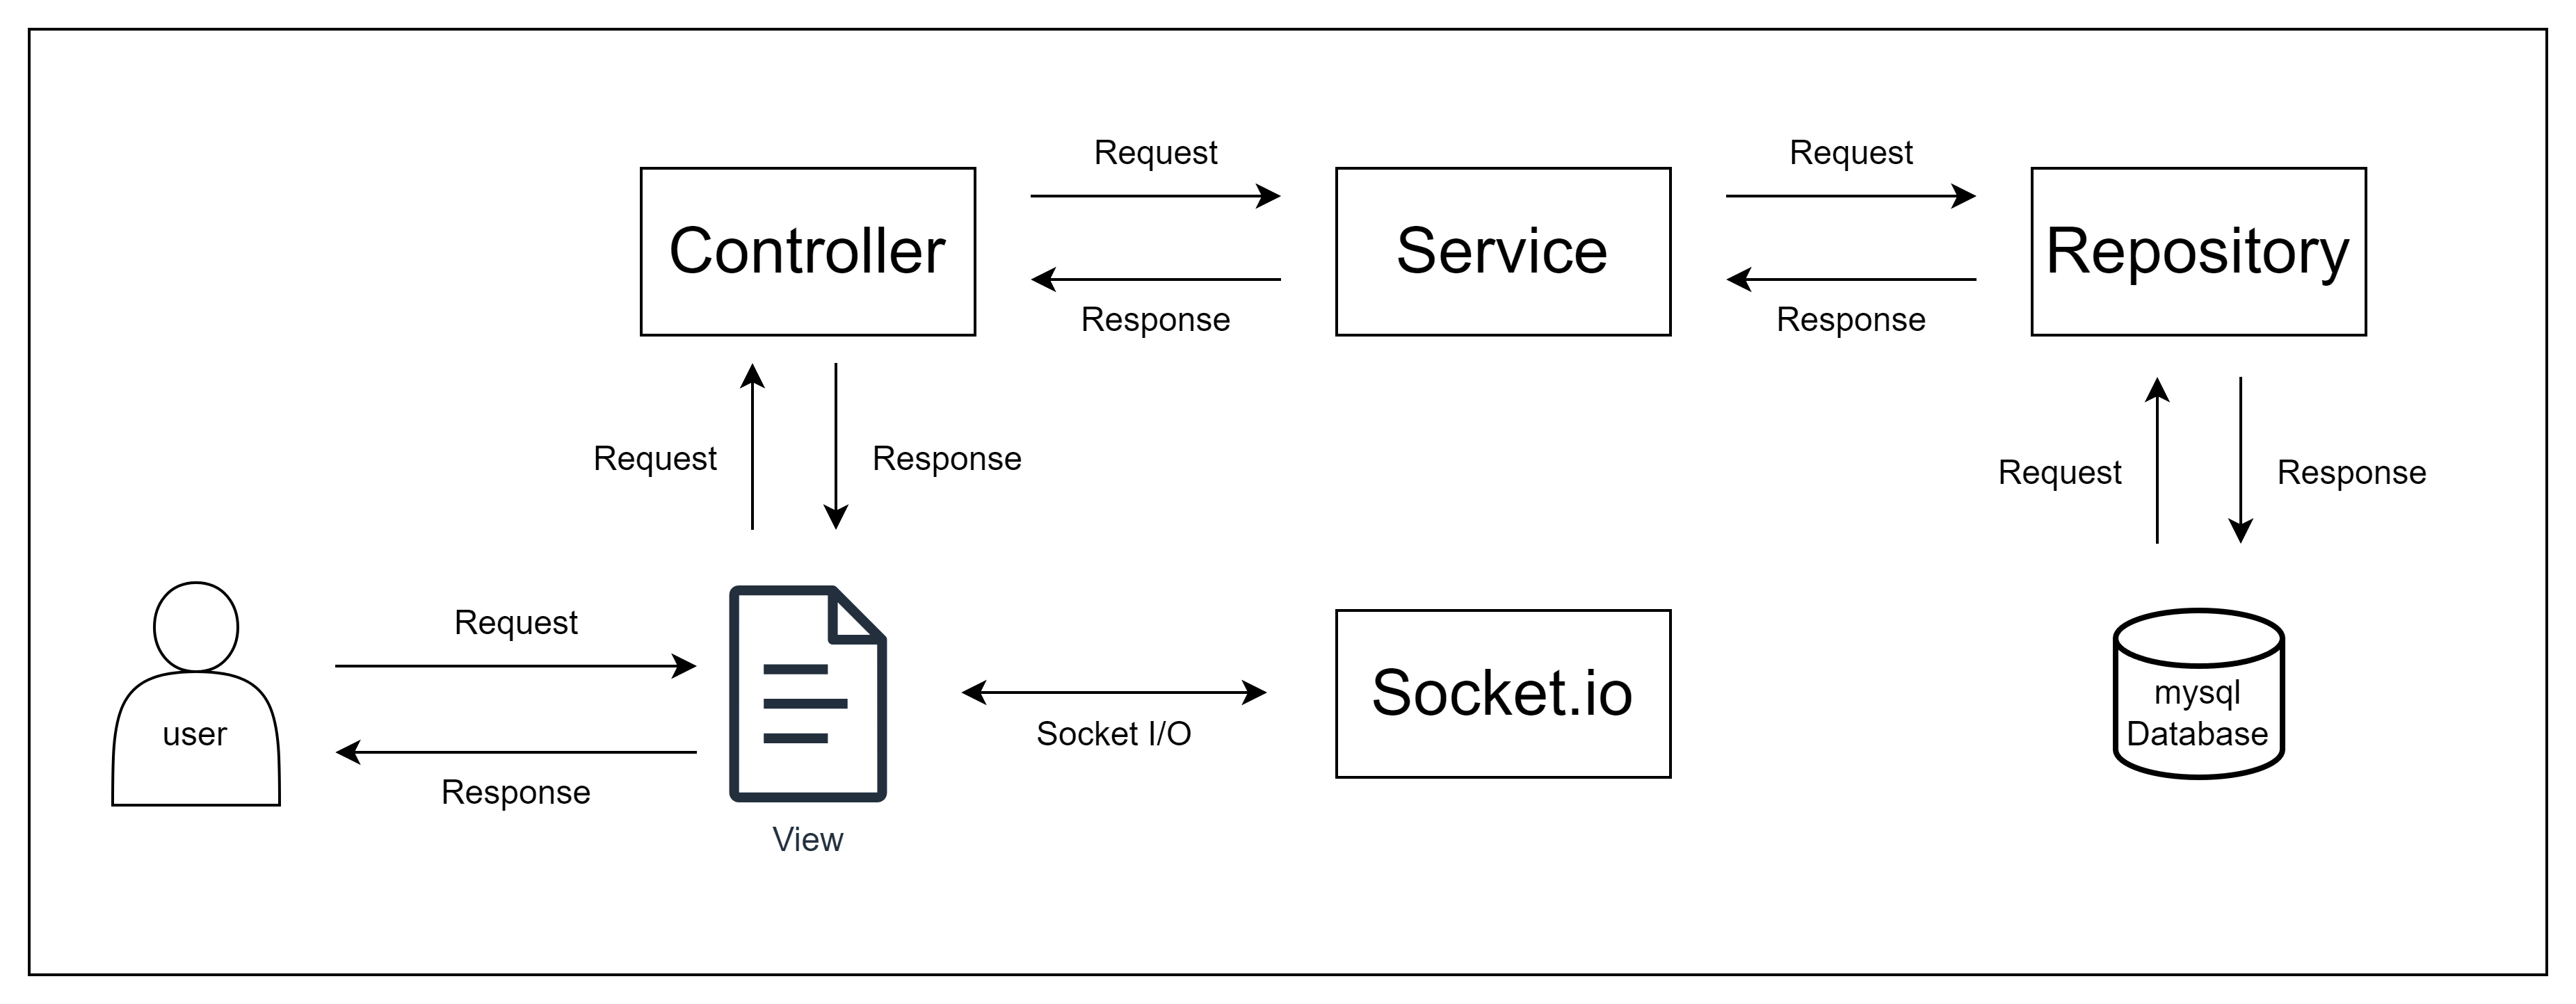 Request
Request
Controller
Service
Repository
Response
Response
Request
Response
Request
Response
Request
user
Response
View
Socket.io
Socket I/O
mysql
Database